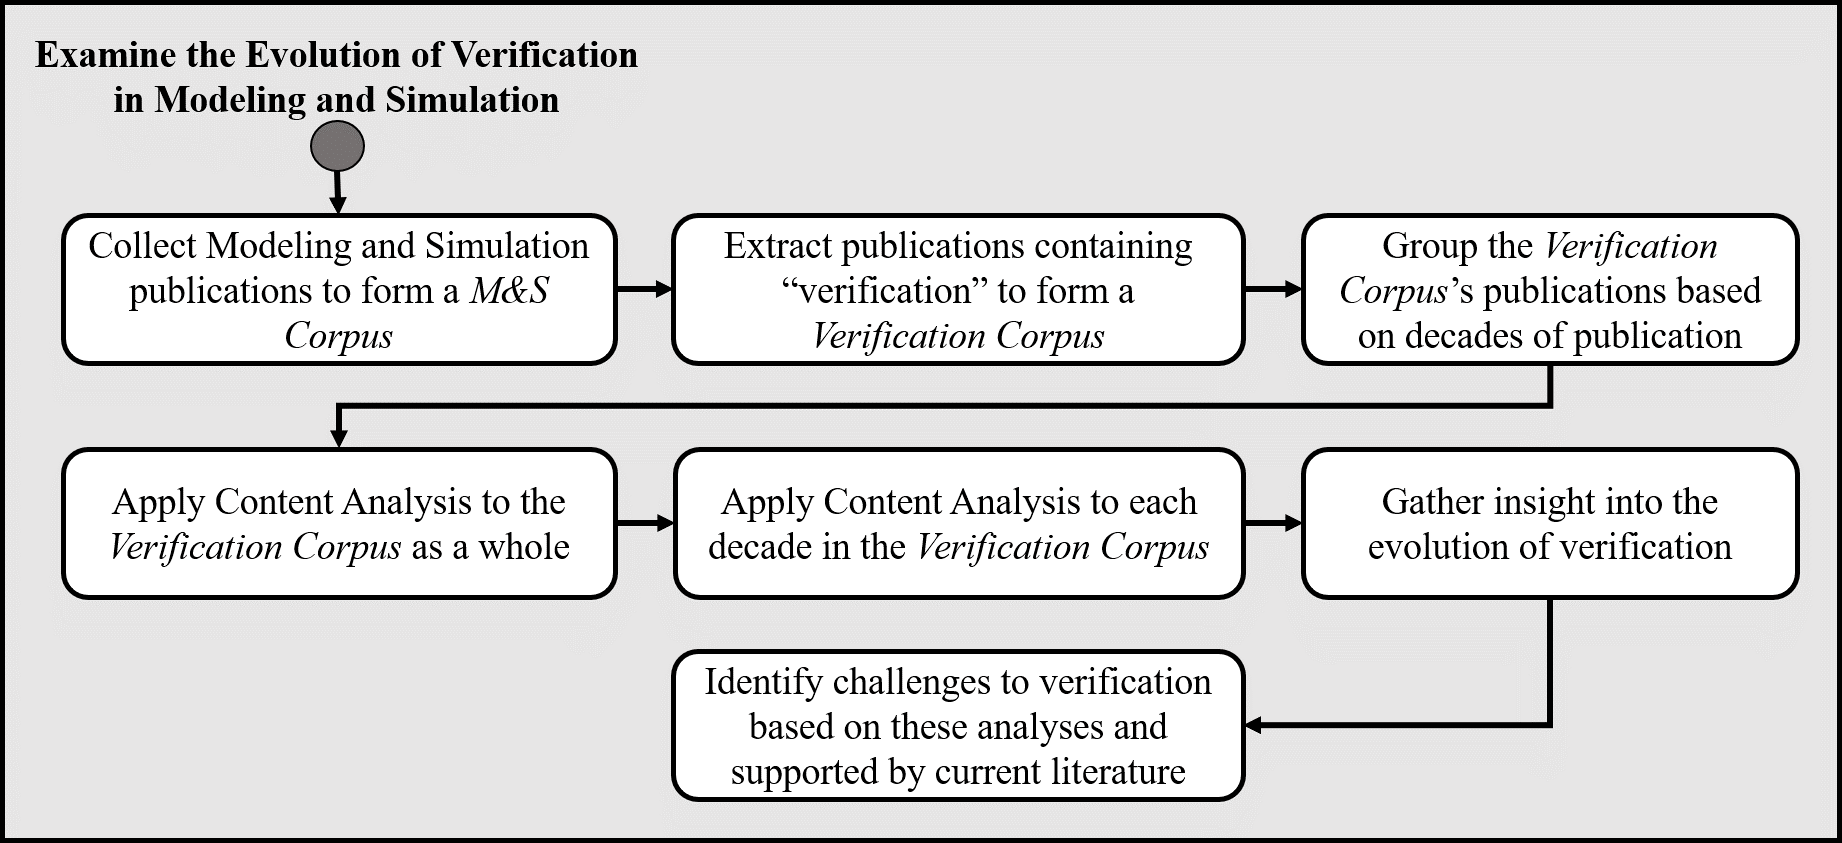 Examine the Evolution of Verification
in Modeling and Simulation
Collect Modeling and Simulation
publications to form a M&S
Corpus
Extract publications containing
“verification” to form a
Verification Corpus
Group the Verification
Corpus’s publications based
on decades of publication
Apply Content Analysis to the
Verification Corpus as a whole
Apply Content Analysis to each
decade in the Verification Corpus
Gather insight into the
evolution of verification
Identify challenges to verification
based on these analyses and
supported by current literature